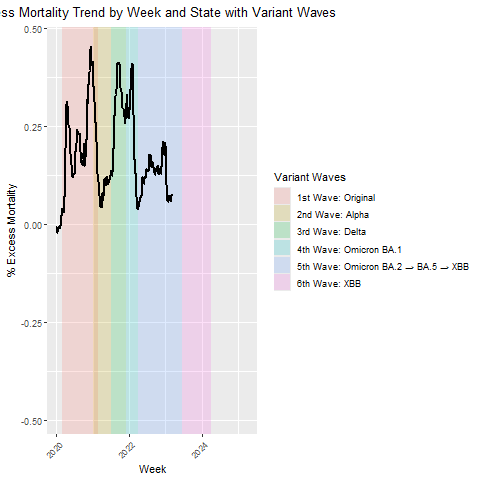 ess Mortality Trend by Week and State with Variant Waves
0.50
0.25
0.00
-0.25
-0.50
% Excess Mortality
2020
2022
2024
Week
Variant Waves
1st Wave: Original
2nd Wave: Alpha
3rd Wave: Delta
4th Wave: Omicron BA.1
5th Wave: Omicron BA.2 → BA.5 → XBB
6th Wave: XBB